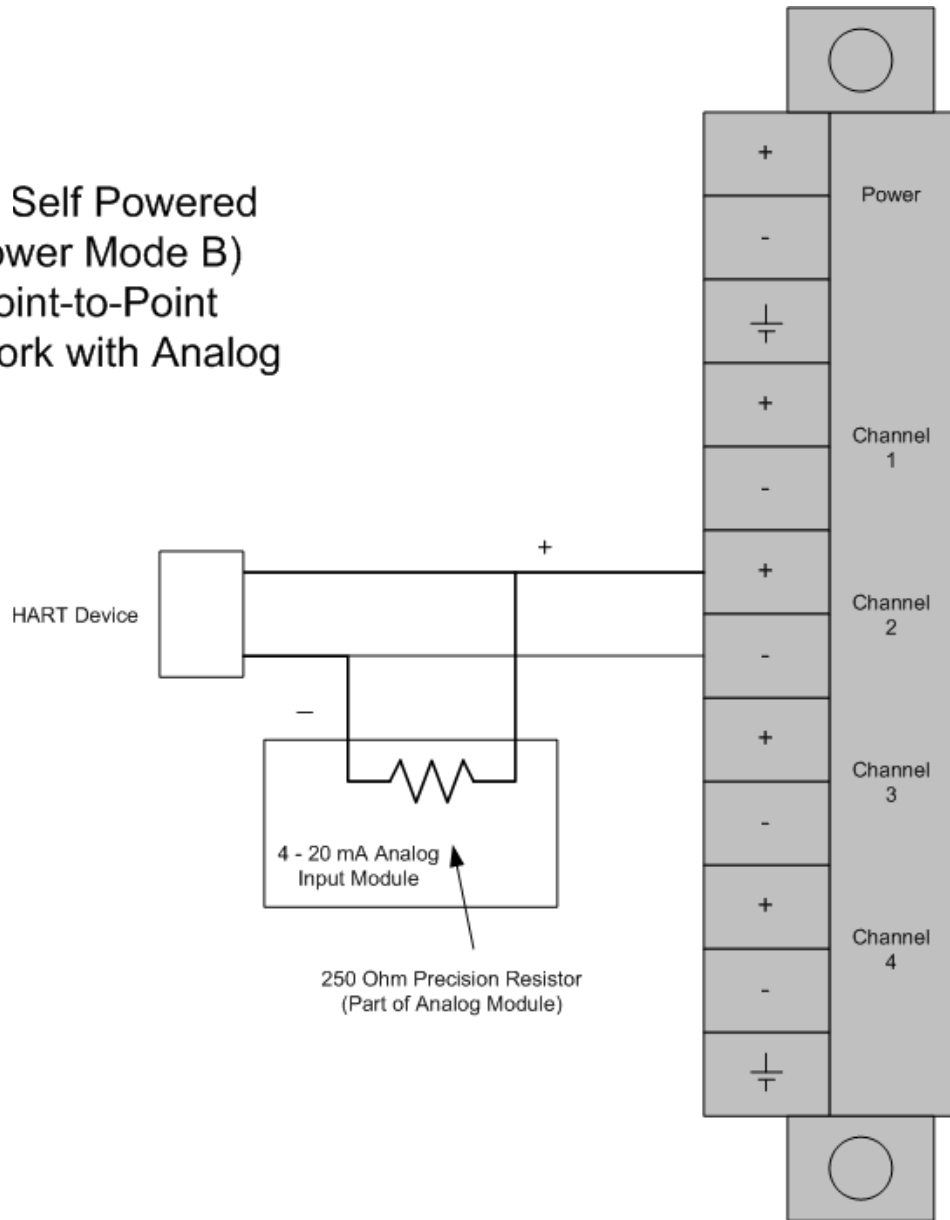 Self Powered
ower Mode B)
oint-to-Point
ork with Analog
+
Power
-
+
Channel
1
-
+
+
Channel
2
HART Device
-
–
+
Channel
3
-
4 - 20 mA Analog
Input Module
+
Channel
4
250 Ohm Precision Resistor
(Part of Analog Module)
-